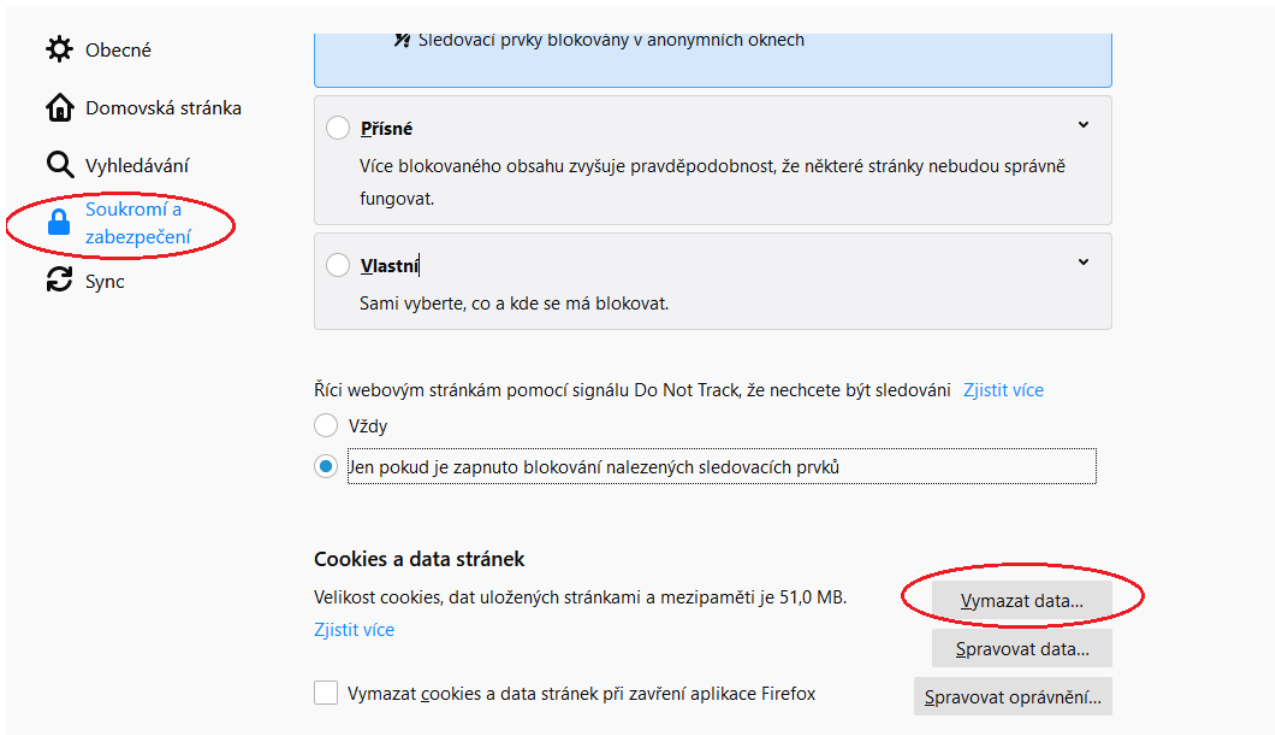 Obecné
Domovská stránka
Vyhledávání
Soukromí a
zabezpečení
Sync
Sledovací prvky blokovány v anonymních oknech
Přísné
Více blokovaného obsahu zvyšuje pravděpodobnost, že některé stránky nebudou správně
fungovat.
Vlastní
Sami vyberte, co a kde se má blokovat.
Říci webovým stránkám pomocí signálu Do Not Track, že nechcete být sledováni Zjistit více
Vždy
Jen pokud je zapnuto blokování nalezených sledovacích prvků
Cookies a data stránek
Velikost cookies, dat uložených stránkami a mezipaměti je 51,0 MB.
Zjistit více
Vymazat data...
Spravovat data...
Vymazat cookies a data stránek při zavření aplikace Firefox
Spravovat oprávnění...